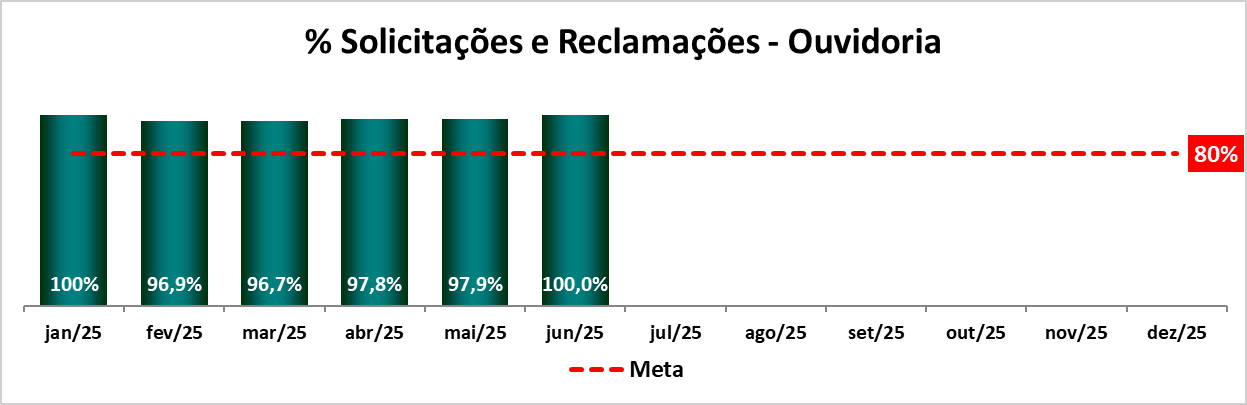 % Solicitações e Reclamações - Ouvidoria
80%
100% 96,9% 96,7% 97,8% 97,9% 100,0%
jan/25 fev/25 mar/25 abr/25 mai/25 jun/25 jul/25 ago/25 set/25 out/25 nov/25 dez/25
Meta